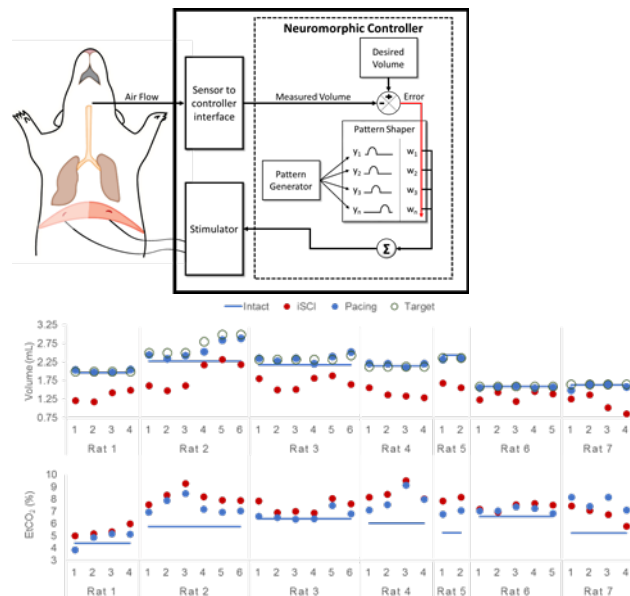 Neuromorphic Controller
Desired
Volume
Air Flow
Sensor to
controller
interface
Measured Volume
+
-
Error
Pattern Shaper
Pattern
Generator
y1
w1
y2
w2
y3
w3
yn
wn
Stimulator
Σ
Intact iSCI Pacing Target
Volume (mL)
3.25
2.75
2.25
1.75
1.25
0.75
1 2 3 4 1 2 3 4 5 6 1 2 3 4 5 6 1 2 3 4 1 2 1 2 3 4 5 1 2 3 4
Rat 1 Rat 2 Rat 3 Rat 4 Rat 5 Rat 6 Rat 7
EtCO2 (%)
10
9
8
7
6
5
4
3
1 2 3 4 1 2 3 4 5 6 1 2 3 4 5 6 1 2 3 4 1 2 1 2 3 4 5 6 1 2 3 4
Rat 1 Rat 2 Rat 3 Rat 4 Rat 5 Rat 6 Rat 7